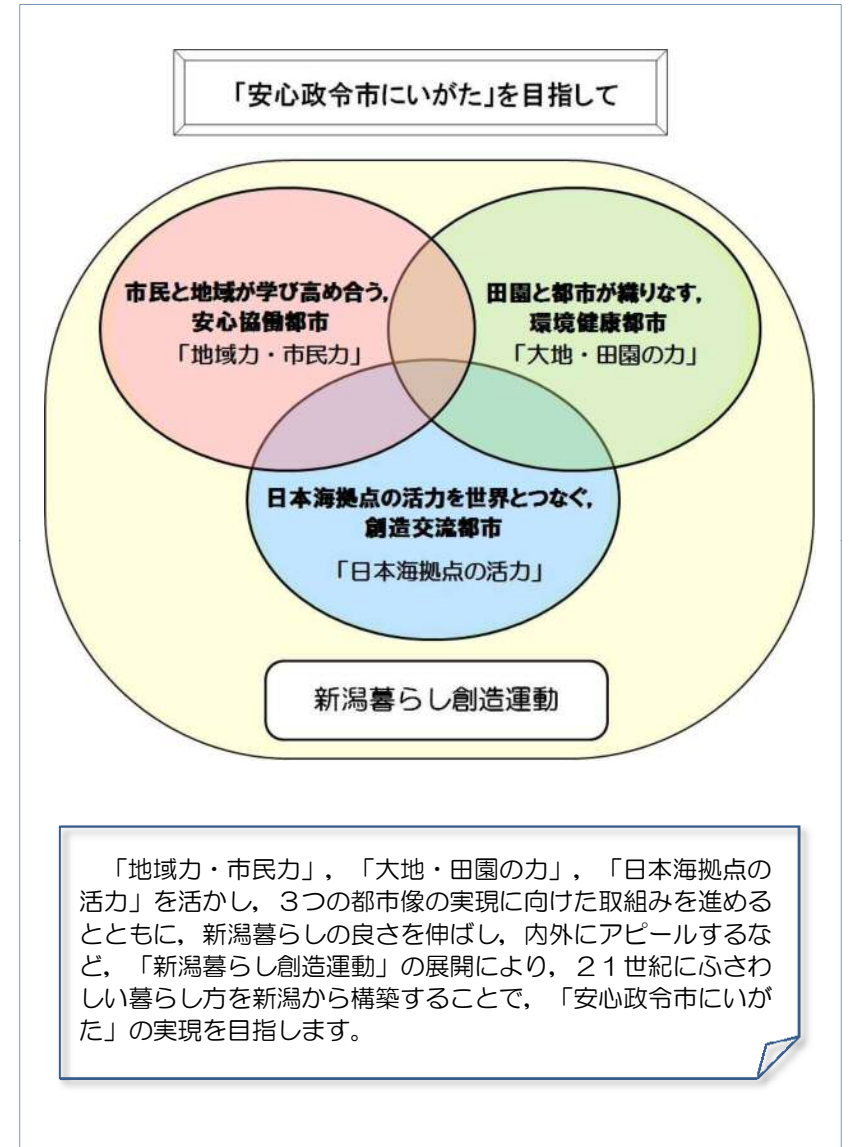 「安心政令市にいがた」を目指して
市民と地域が学び高め合う，
安心協働都市
「地域力・市民力」
田園と都市が織りなす，
環境健康都市
「大地・田園の力」
日本海拠点の活力を世界とつなぐ，
創造交流都市
「日本海拠点の活力」
新潟暮らし創造運動
「地域力・市民力」，「大地・田園の力」，「日本海拠点の
活力」を活かし，３つの都市像の実現に向けた取組みを進める
とともに，新潟暮らしの良さを伸ばし，内外にアピールするな
ど，「新潟暮らし創造運動」の展開により，２１世紀にふさわ
しい暮らし方を新潟から構築することで，「安心政令市にいが
た」の実現を目指します。